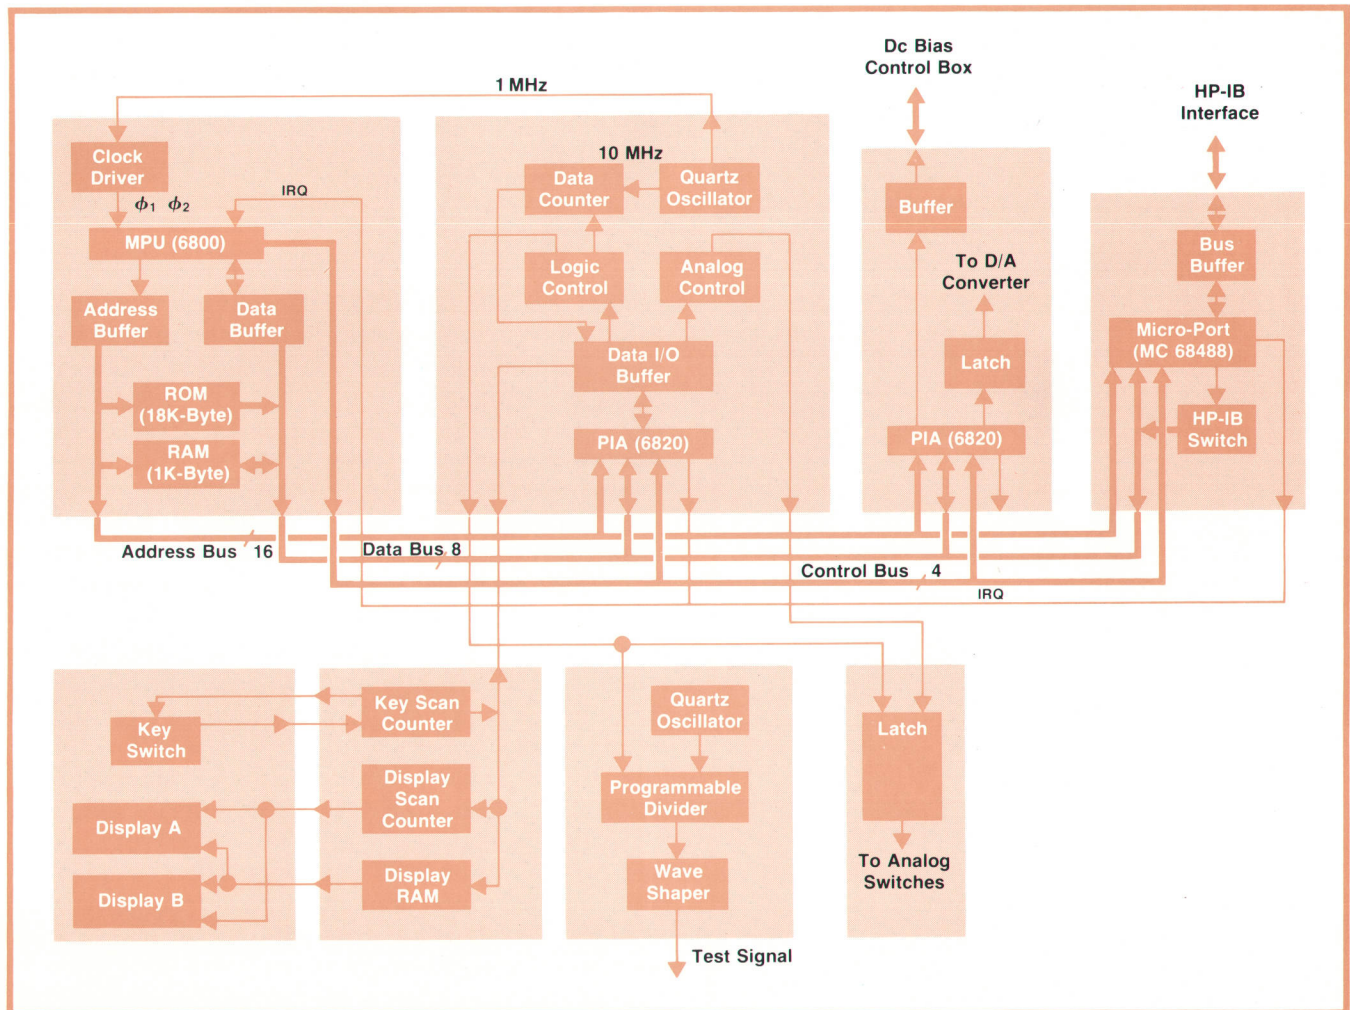 1 MHz
Dc Bias
Control Box
HP-IB
Interface
Clock
Driver
ϕ1 ϕ2
IRQ
MPU (6800)
Address
Buffer
Data
Buffer
ROM
(18K-Byte)
RAM
(1K-Byte)
10 MHz
Data
Counter
Quartz
Oscillator
Logic
Control
Analog
Control
Data I/O
Buffer
PIA (6820)
Buffer
To D/A
Converter
Latch
PIA (6820)
Bus
Buffer
Micro-Port
(MC 68488)
HP-IB
Switch
Address Bus 16
Data Bus 8
Control Bus 4
IRQ
Key
Switch
Display A
Display B
Key Scan
Counter
Display
Scan
Counter
Display
RAM
Quartz
Oscillator
Programmable
Divider
Wave
Shaper
Test Signal
Latch
To Analog
Switches